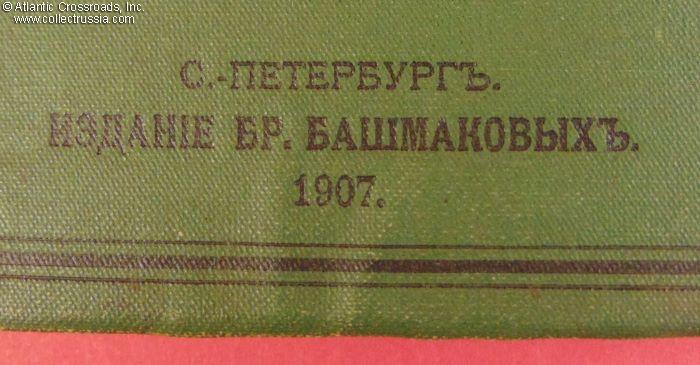 © Atlantic Crossroads, Inc.
www.collectrussia.com
С.-ПЕТЕРБУРГЪ.
ИЗДАНІЕ БР. БАШМАКОВЫХЪ.
1907.